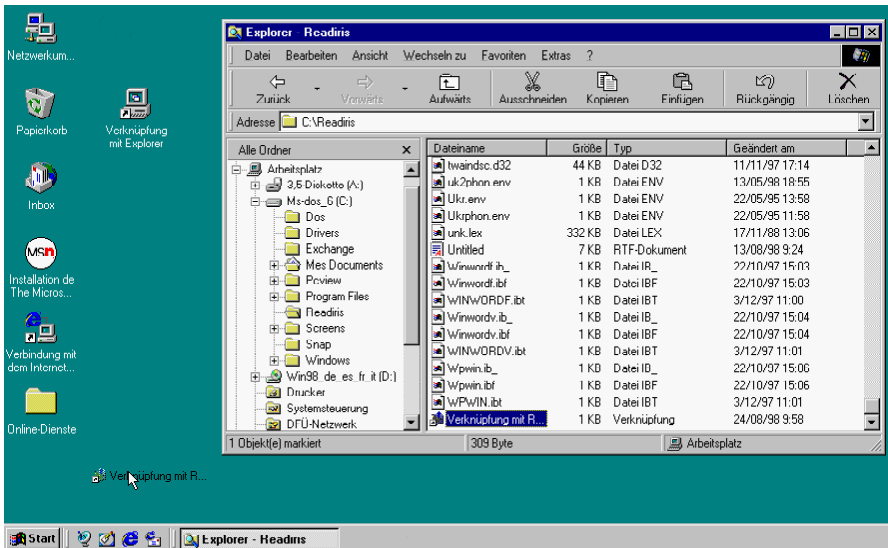 Netzwerkum...
Papierkorb
Verknüpfung
mit Explorer
Inbox
msn
Installation de
The Micros...
Verbindung mit
dem Internet...
Online-Dienste
Verknüpfung mit R...
Explorer - Readiris
Datei Bearbeiten Ansicht Wechseln zu Favoriten Extras ?
Zurück Vorwärts Aufwärts Ausschneiden Kopieren Einfügen Rückgängig Löschen
Adresse C:\Readiris
Alle Ordner
Arbeitsplatz
3,5-Diskette (A:)
Ms-dos_6 (C:)
Dos
Drivers
Exchange
Mes Documents
Pcview
Program Files
Readiris
Screens
Snap
Windows
Win98_de_es_fr_it (D:)
Drucker
Systemsteuerung
DFÜ-Netzwerk
Dateiname Größe Typ Geändert am
twaindsc.d32 44 KB Datei D32 11/11/97 17:14
uk2phon.env 1 KB Datei ENV 13/05/98 18:55
Ukr.env 1 KB Datei ENV 22/05/95 13:58
Ukrphon.env 1 KB Datei ENV 22/05/95 11:58
unk.lex 332 KB Datei LEX 17/11/88 13:06
Untitled 7 KB RTF-Dokument 13/08/98 9:24
Winwordf.ib_ 1 KB Datei IB_ 22/10/97 15:03
Winwordf.ibf 1 KB Datei IBF 22/10/97 15:03
WINWORDF.ibt 1 KB Datei IBT 3/12/97 11:00
Winwordv.ib_ 1 KB Datei IB_ 22/10/97 15:04
Winwordv.ibf 1 KB Datei IBF 22/10/97 15:04
WINWORDV.ibt 1 KB Datei IBT 3/12/97 11:01
Wpwin.ib_ 1 KB Datei IB_ 22/10/97 15:06
Wpwin.ibf 1 KB Datei IBF 22/10/97 15:06
WPWIN.ibt 1 KB Datei IBT 3/12/97 11:01
Verknüpfung mit R... 1 KB Verknüpfung 24/08/98 9:58
1 Objekt(e) markiert 309 Byte Arbeitsplatz
Start Explorer - Readiris